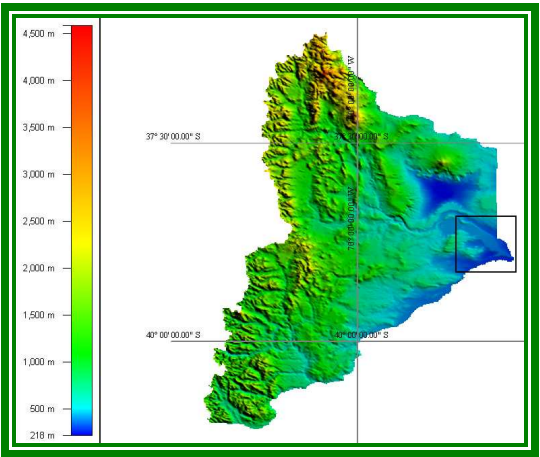 4,500 m
4,000 m
3,500 m
3,000 m
2,500 m
2,000 m
1,500 m
1,000 m
500 m
218 m
37° 30' 00.00" S
40° 00' 00.00" S
40° 00' 00.00" S